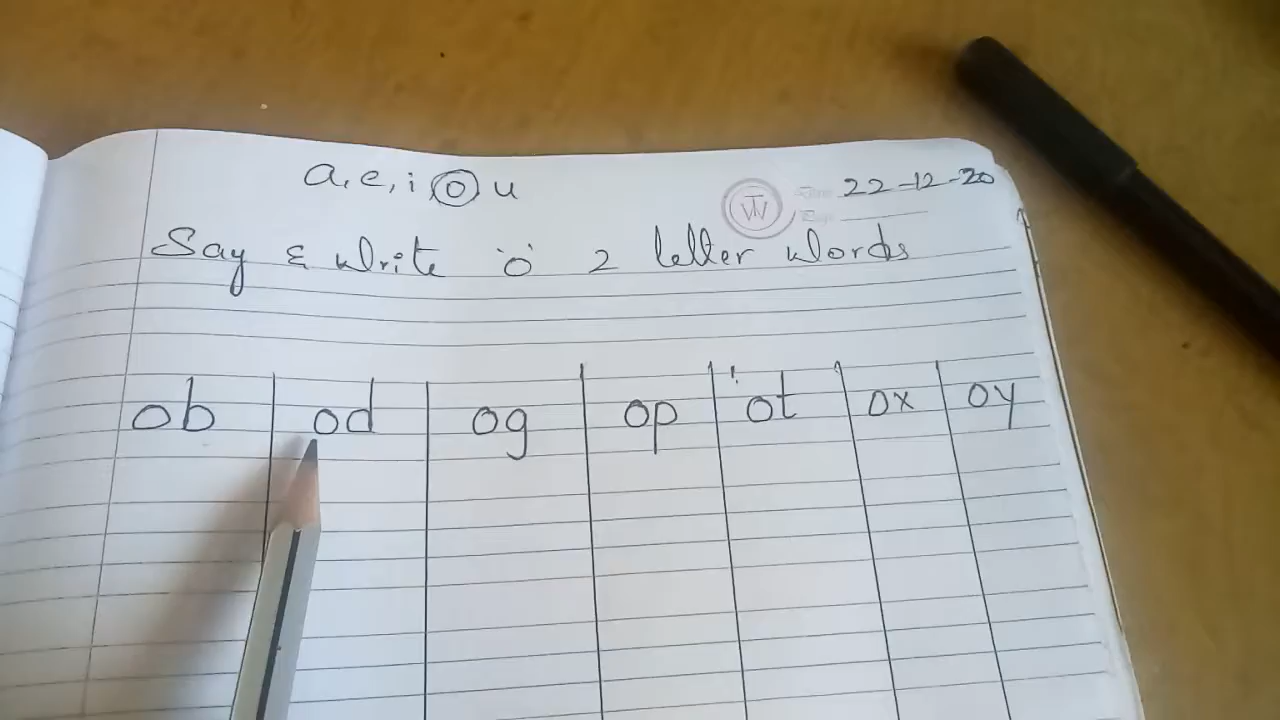 a, e, i o u
22-12-20
Say & Write 'o' 2 letter words
ob od og op ot ox oy